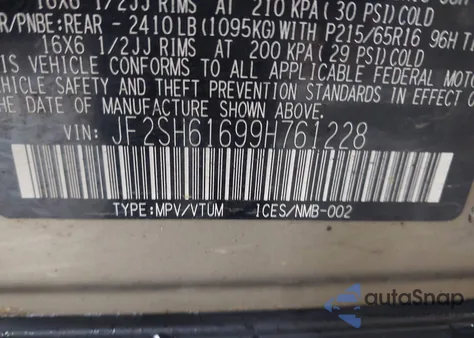 16X6 1/2JJ RIMS AT 210 KPA (30 PSI) COLD
R/PNBE:REAR - 2410 LB (1095KG) WITH P215/65R16 96H
16X6 1/2JJ RIMS AT 200 KPA (29 PSI) COLD
IS VEHICLE CONFORMS TO ALL APPLICABLE FEDERAL MOTOR
VEHICLE SAFETY AND THEFT PREVENTION STANDARDS IN EFFECT
THE DATE OF MANUFACTURE SHOWN ABOVE.
VIN: JF2SH61699H761228
TYPE:MPV/VTUM ICES/NMB-002
autoSnap